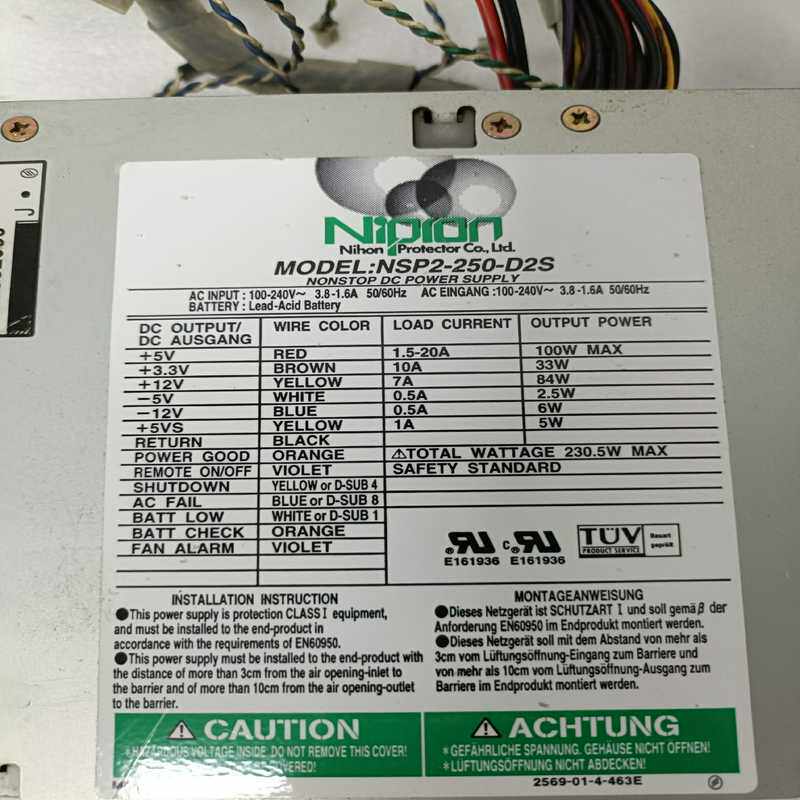 Nipron
Nihon Protector Co., Ltd.
MODEL:NSP2-250-D2S
NONSTOP DC POWER SUPPLY
AC INPUT : 100-240V~ 3.8-1.6A 50/60Hz AC EINGANG : 100-240V~ 3.8-1.6A 50/60Hz
BATTERY : Lead-Acid Battery
DC OUTPUT/ DC AUSGANG WIRE COLOR LOAD CURRENT OUTPUT POWER
+5V RED 1.5-20A 100W MAX
+3.3V BROWN 10A 33W
+12V YELLOW 7A 84W
-5V WHITE 0.5A 2.5W
-12V BLUE 0.5A 6W
+5VS YELLOW 1A 5W
RETURN BLACK
POWER GOOD ORANGE ⚠TOTAL WATTAGE 230.5W MAX
REMOTE ON/OFF VIOLET SAFETY STANDARD
SHUTDOWN YELLOW or D-SUB 4
AC FAIL BLUE or D-SUB 8
BATT LOW WHITE or D-SUB 1
BATT CHECK ORANGE
FAN ALARM VIOLET
c
E161936 E161936
TÜV
PRODUCT SERVICE
Bauart
geprüft
INSTALLATION INSTRUCTION
●This power supply is protection CLASS I equipment,
and must be installed to the end-product in
accordance with the requirements of EN60950.
●This power supply must be installed to the end-product with
the distance of more than 3cm from the air opening-inlet to
the barrier and of more than 10cm from the air opening-outlet
to the barrier.
MONTAGEANWEISUNG
●Dieses Netzgerät ist SCHUTZART I und soll gemäβ der
Anforderung EN60950 im Endprodukt montiert werden.
●Dieses Netzgerät soll mit dem Abstand von mehr als
3cm vom Lüftungsöffnung-Eingang zum Barriere und
von mehr als 10cm vom Lüftungsöffnung-Ausgang zum
Barriere im Endprodukt montiert werden.
⚠ CAUTION
*HAZARDOUS VOLTAGE INSIDE. DO NOT REMOVE THIS COVER!
⚠ ACHTUNG
*GEFÄHRLICHE SPANNUNG. GEHÄUSE NICHT ÖFFNEN!
*LÜFTUNGSÖFFNUNG NICHT ABDECKEN!
2569-01-4-463E